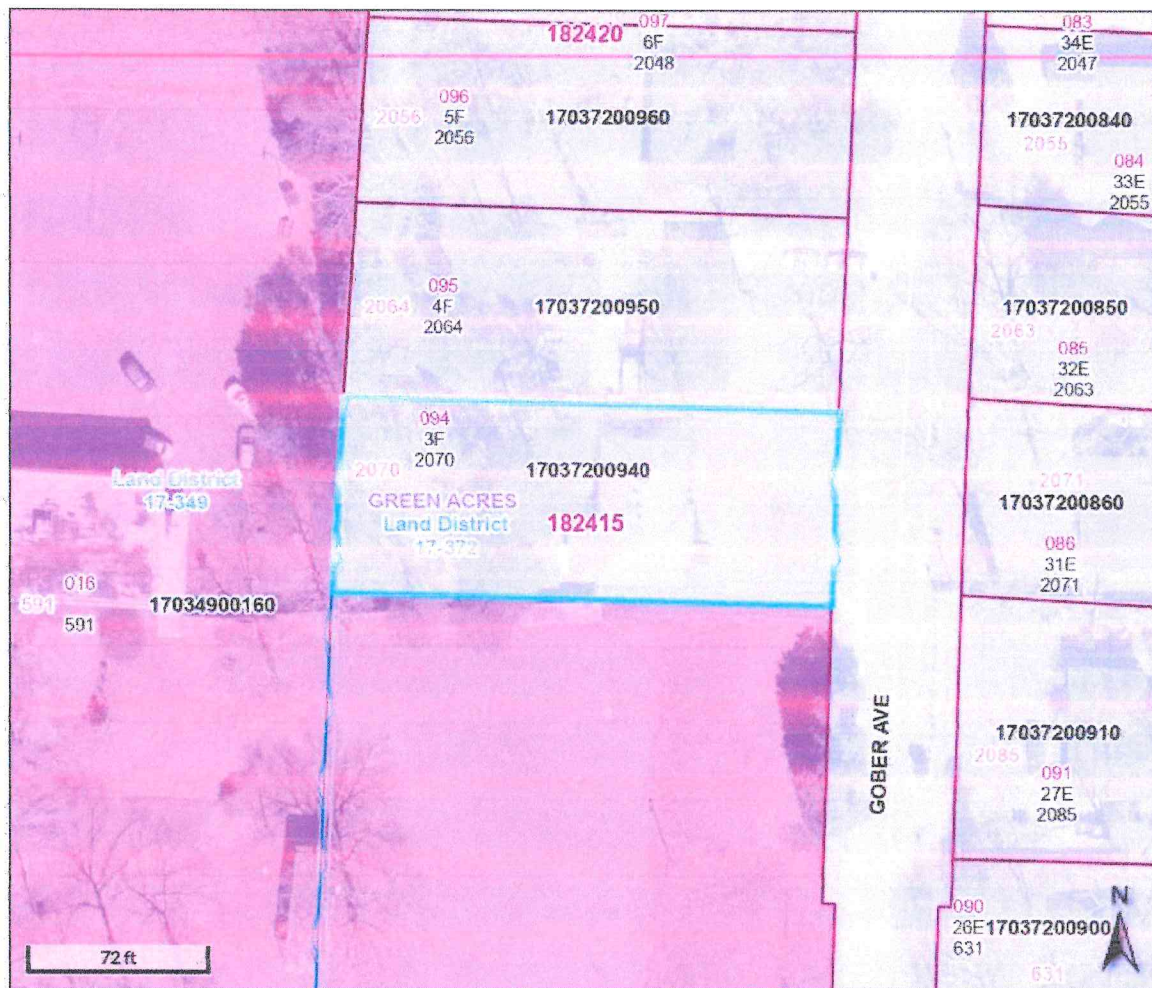 182420
097
6F
2048
083
34E
2047
096
5F
2056
2056
17037200960
17037200840
2055
084
33E
2055
095
4F
2064
2064
17037200950
17037200850
2063
085
32E
2063
094
3F
2070
2070
17037200940
GREEN ACRES
Land District
17-372
182415
Land District
17-349
2071
17037200860
086
31E
2071
016
591
591
17034900160
17037200910
2085
091
27E
2085
GOBER AVE
090
26E
631
17037200900
631
N
72 ft